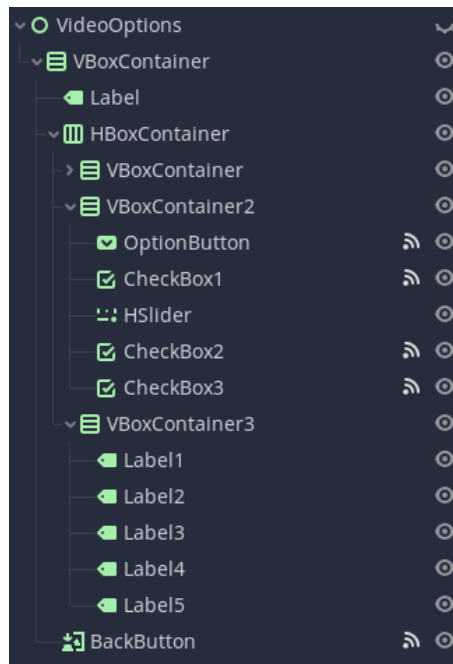 VideoOptions
VBoxContainer
Label
HBoxContainer
VBoxContainer
VBoxContainer2
OptionButton
CheckBox1
HSlider
CheckBox2
CheckBox3
VBoxContainer3
Label1
Label2
Label3
Label4
Label5
BackButton